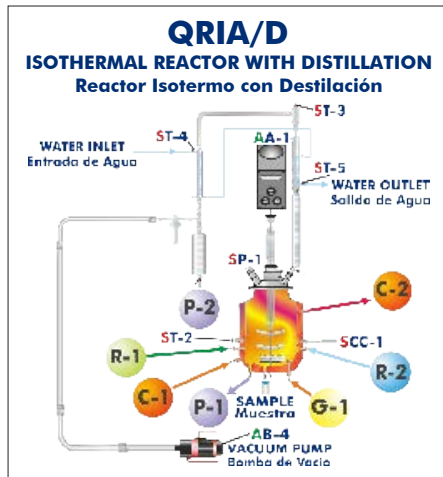 QRIA/D
ISOTHERMAL REACTOR WITH DISTILLATION
Reactor Isotermo con Destilación
ST-3
ST-4
AA-1
WATER INLET
Entrada de Agua
ST-5
WATER OUTLET
Salida de Agua
SP-1
C-2
P-2
ST-2
SCC-1
R-1
R-2
C-1
P-1
SAMPLE
Muestra
G-1
AB-4
VACUUM PUMP
Bomba de Vacio